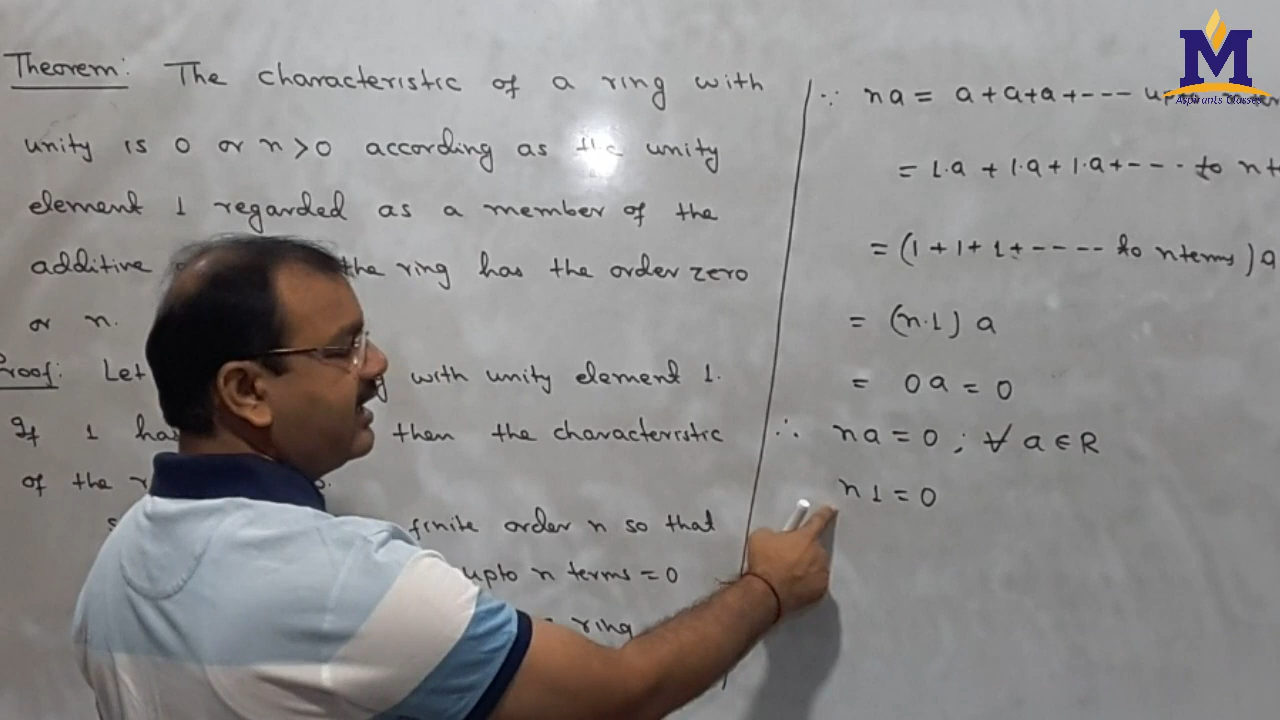 Theorem: The characteristic of a ring with
unity is 0 or n>0 according as the unity
element 1 regarded as a member of the
additive the ring has the order zero
or n.
Proof: Let with unity element 1.
If 1 has then the characteristic
of the
finite order n so that
upto n terms = 0
ring
∵ na = a+a+a+---- upto
= 1.a + 1.a + 1.a + --- . to n
= (1+1+1+---- to n terms) a
= (n.1) a
= 0a = 0
∴ na = 0 ; ∀ a ∈ R
n1 = 0
M
Aspirants Classes